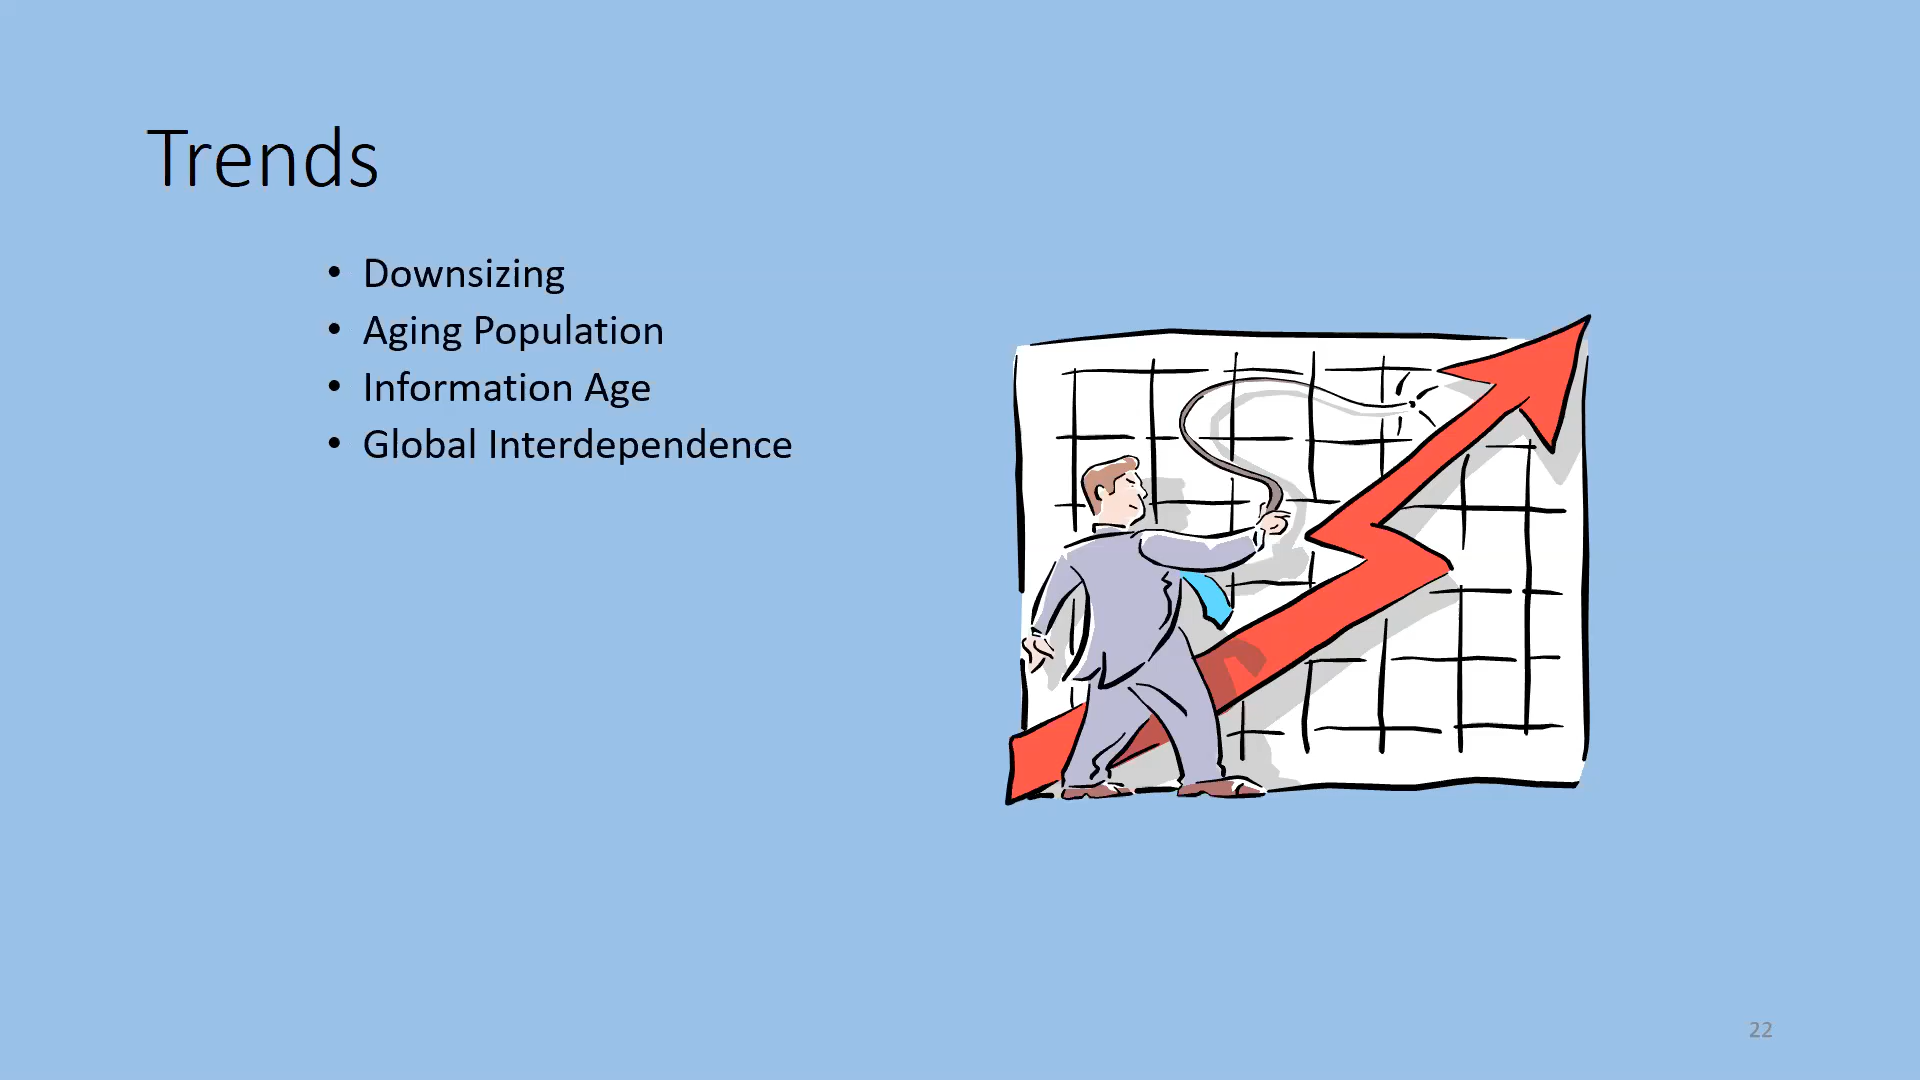 Trends
• Downsizing
• Aging Population
• Information Age
• Global Interdependence
22